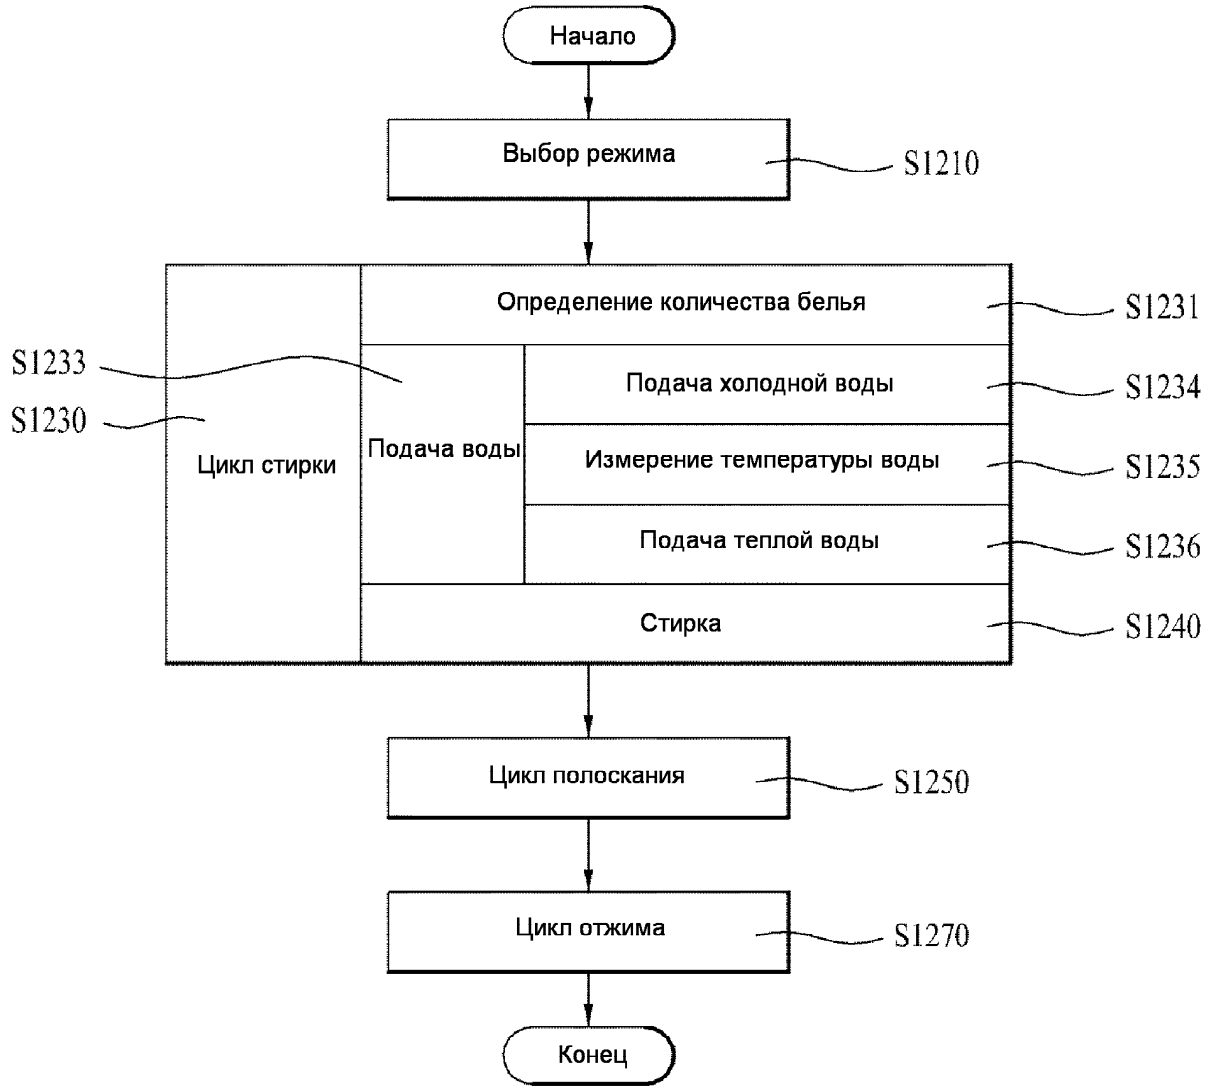 Начало
Выбор режима
S1210
Определение количества белья
S1231
S1233
Подача холодной воды
S1234
S1230
Цикл стирки
Подача воды
Измерение температуры воды
S1235
Подача теплой воды
S1236
Стирка
S1240
Цикл полоскания
S1250
Цикл отжима
S1270
Конец